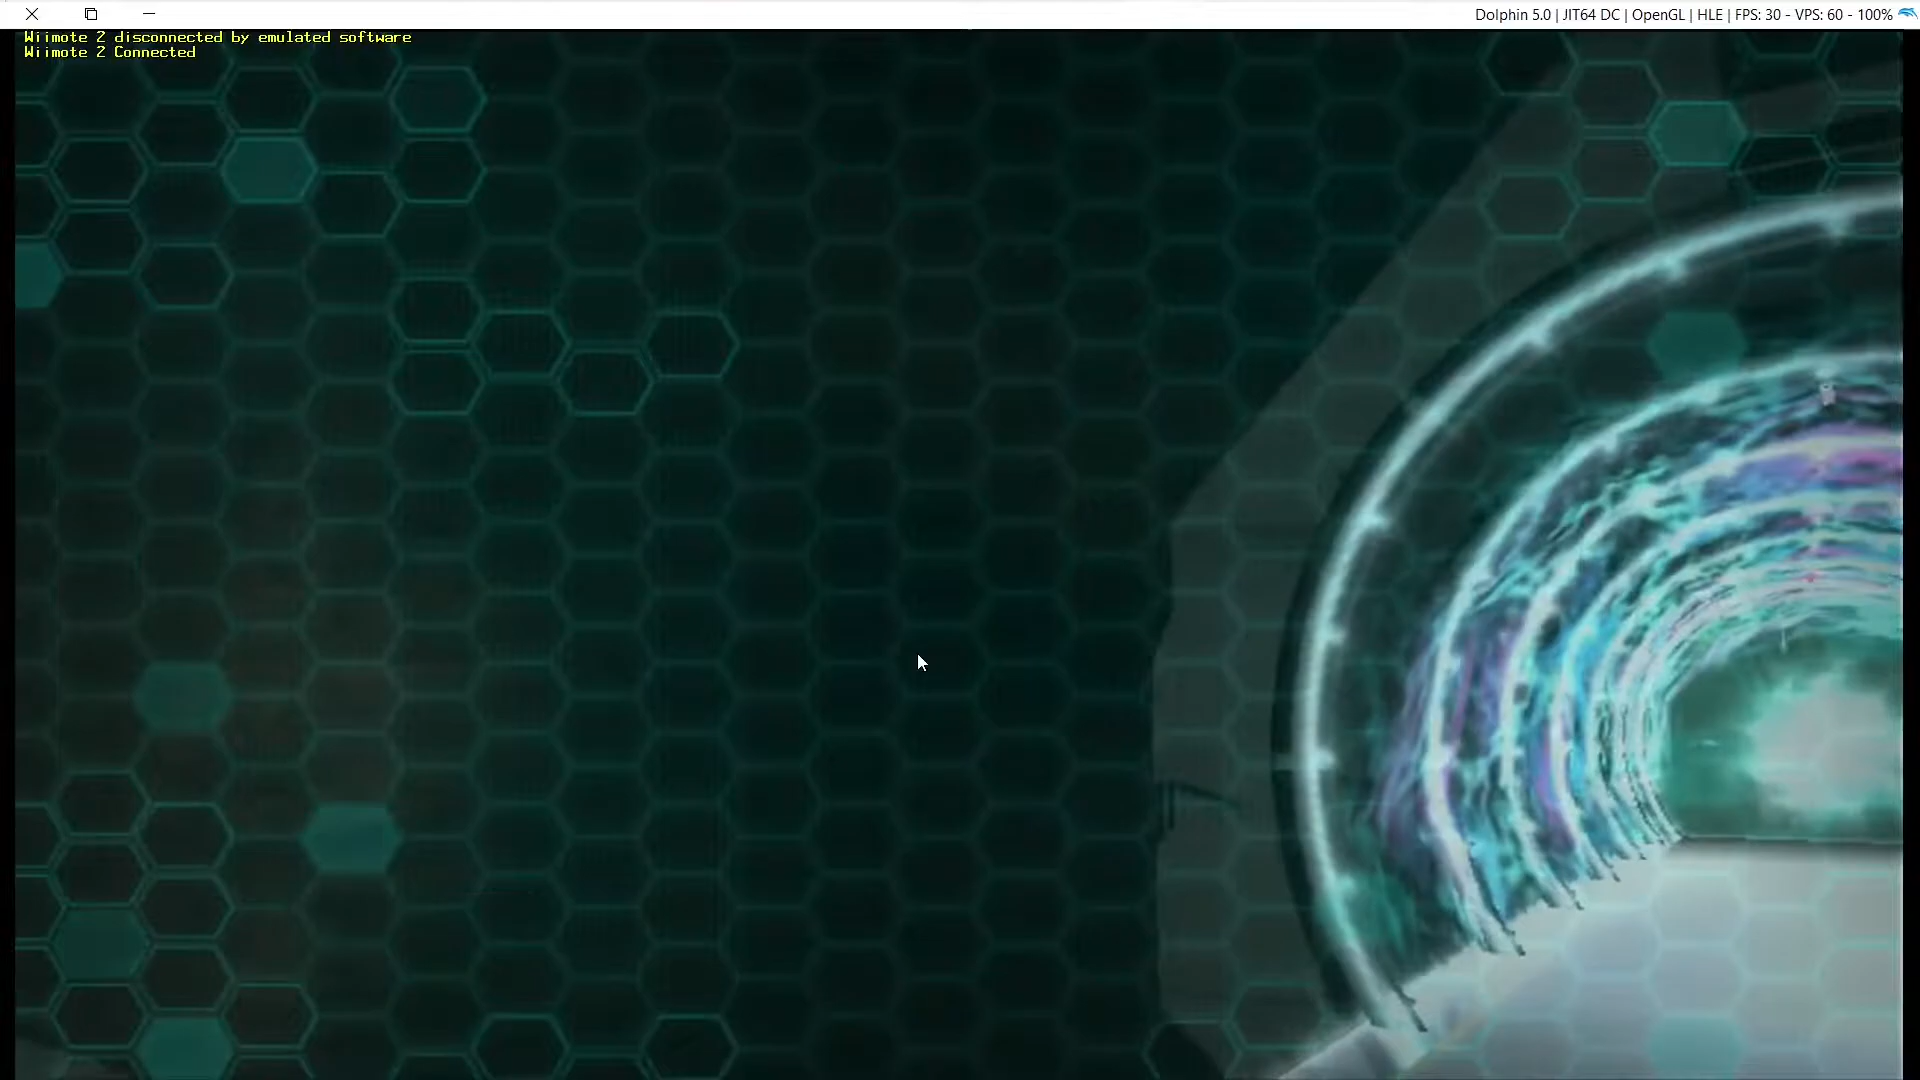 Dolphin 5.0 | JIT64 DC | OpenGL | HLE | FPS: 30 - VPS: 60 - 100%
Wiimote 2 disconnected by emulated software
Wiimote 2 Connected